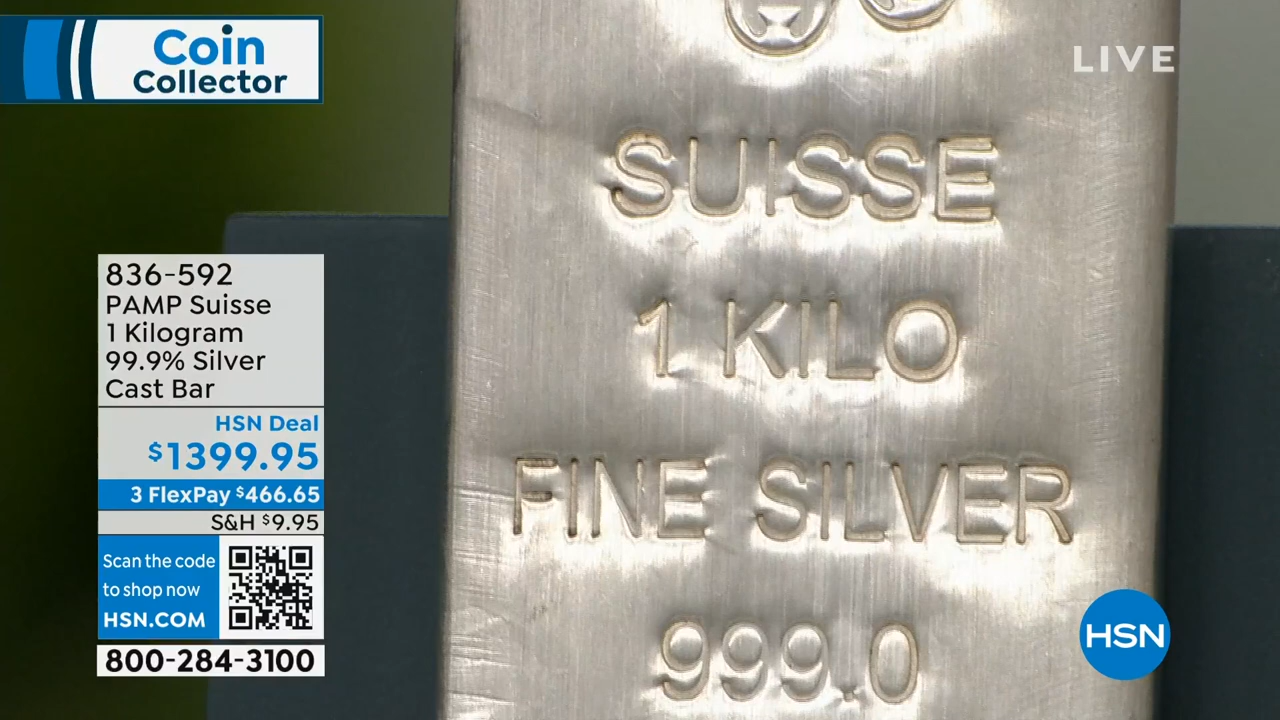 Coin
Collector
LIVE
SUISSE
1 KILO
FINE SILVER
999.0
836-592
PAMP Suisse
1 Kilogram
99.9% Silver
Cast Bar
HSN Deal
$1399.95
3 FlexPay $466.65
S&H $9.95
Scan the code
to shop now
HSN.COM
800-284-3100
HSN